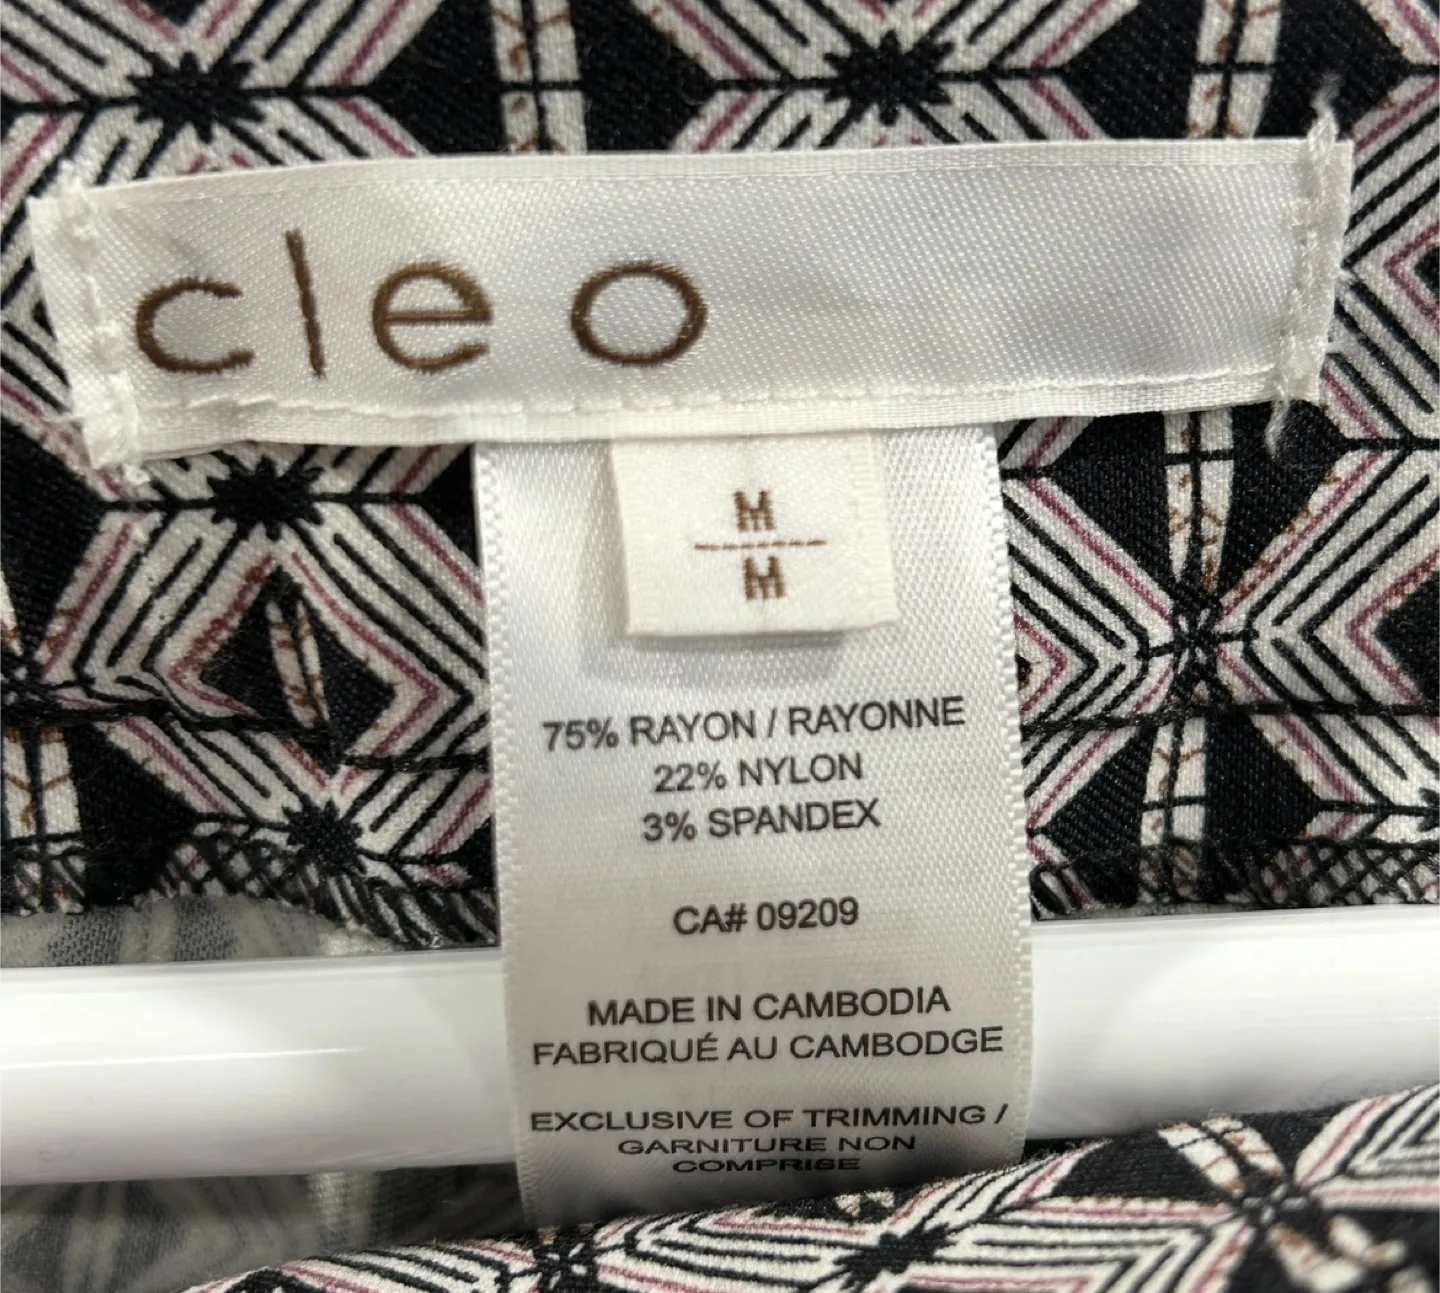 cleo
M
M
75% RAYON / RAYONNE
22% NYLON
3% SPANDEX
CA# 09209
MADE IN CAMBODIA
FABRIQUÉ AU CAMBODGE
EXCLUSIVE OF TRIMMING /
GARNITURE NON
COMPRISE